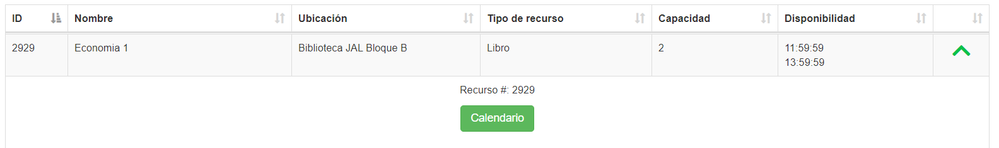 ID Nombre Ubicación Tipo de recurso Capacidad Disponibilidad
2929 Economia 1 Biblioteca JAL Bloque B Libro 2 11:59:59
13:59:59
Recurso #: 2929
Calendario